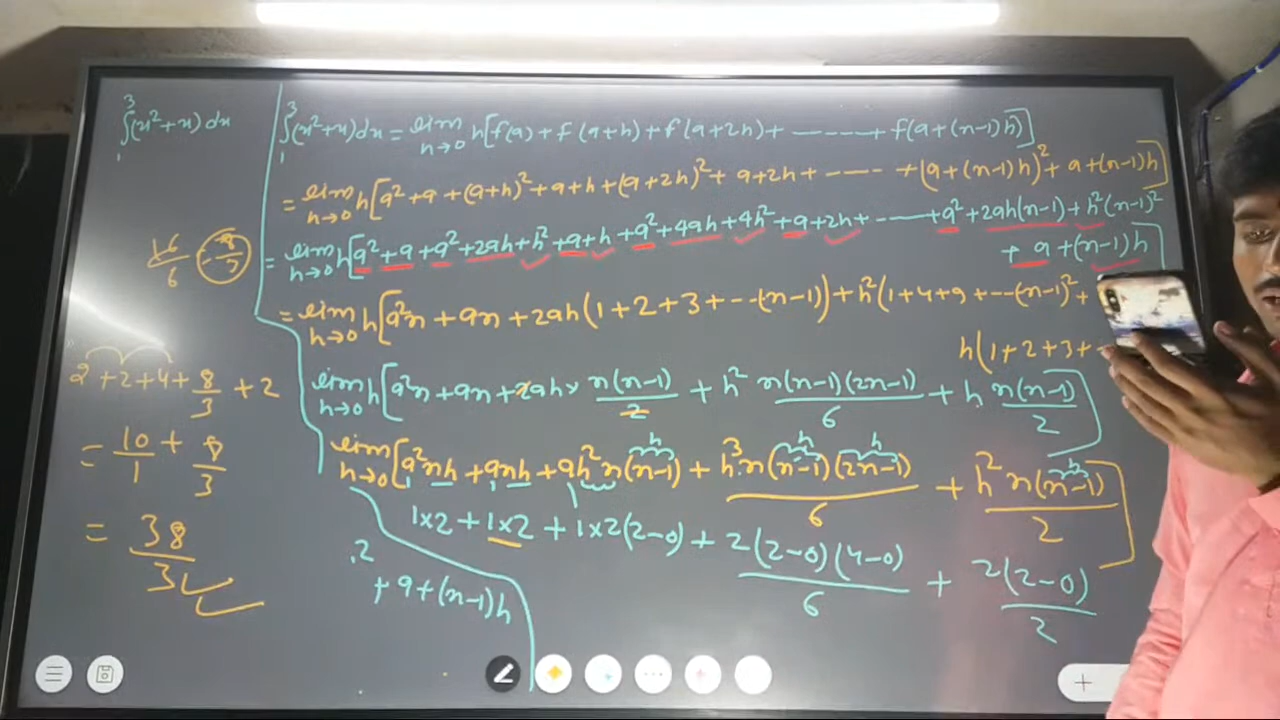 ∫₁³(x²+x)dx
∫₁³(x²+x)dx = lim h→0 h[f(a)+f(a+h)+f(a+2h)+ ------+ f(a+(n-1)h)]
= lim h→0 h[a²+a+(a+h)²+a+h+(a+2h)²+ a+2h+ ------ +(a+(n-1)h)²+ a+(n-1)h]
= lim h→0 h[a²+a+a²+2ah+h²+a+h+a²+4ah+4h²+a+2h+ ------+a²+2ah(n-1)+h²(n-1)²
+ a +(n-1)h]
= lim h→0 h[a²n + an + 2ah(1+2+3+---(n-1))+h²(1+4+9+---(n-1)²+
h(1+2+3+
lim h→0 h[a²n+an+2ah× n(n-1)/2 + h² n(n-1)(2n-1)/6 + h n(n-1)/2]
lim h→0 [a²nh + anh + ah²n(n-1) + h³n(n-1)(2n-1)/6 + h²n(n-1)/2]
h h h h
1×2 + 1×2 + 1×2(2-0) + 2(2-0)(4-0)/6 + 2(2-0)/2
.2
+ a+(n-1)h
16/6 - 8/3
2+2+4+8/3+2
= 10/1 + 8/3
= 38/3